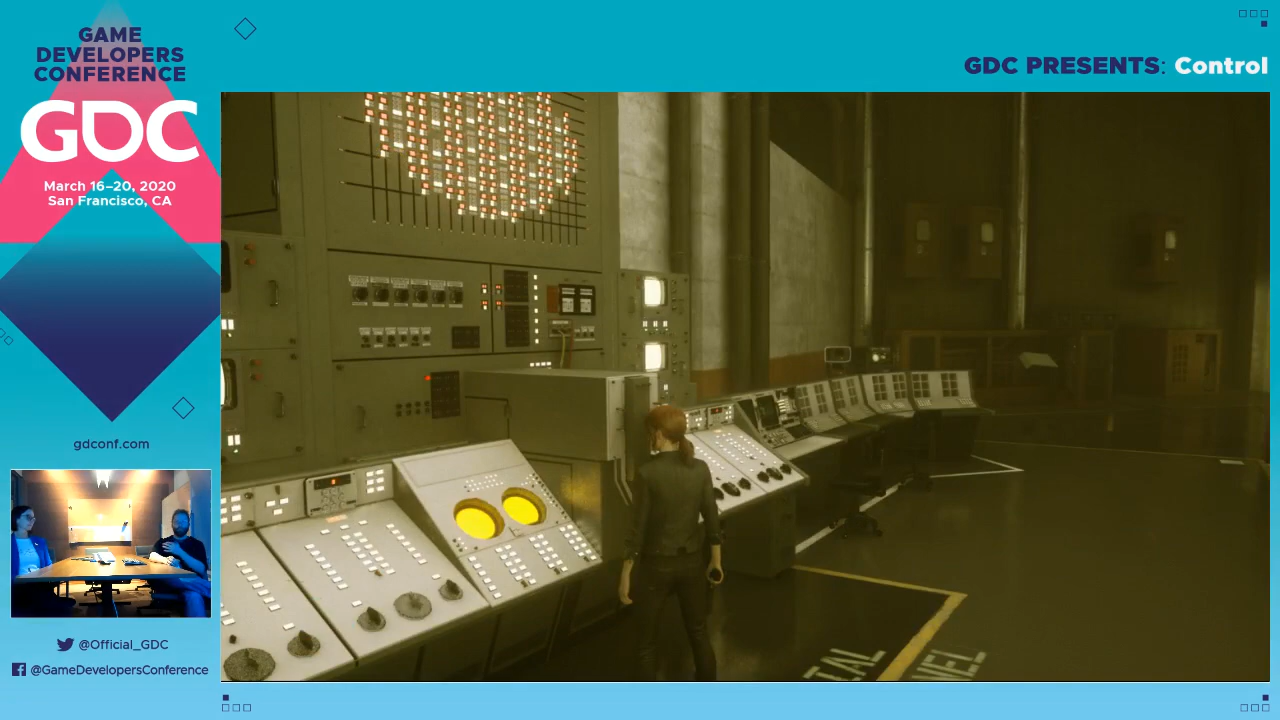 GAME
DEVELOPERS
CONFERENCE
GDC
March 16–20, 2020
San Francisco, CA
gdconf.com
@Official_GDC
@GameDevelopersConference
GDC PRESENTS: Control